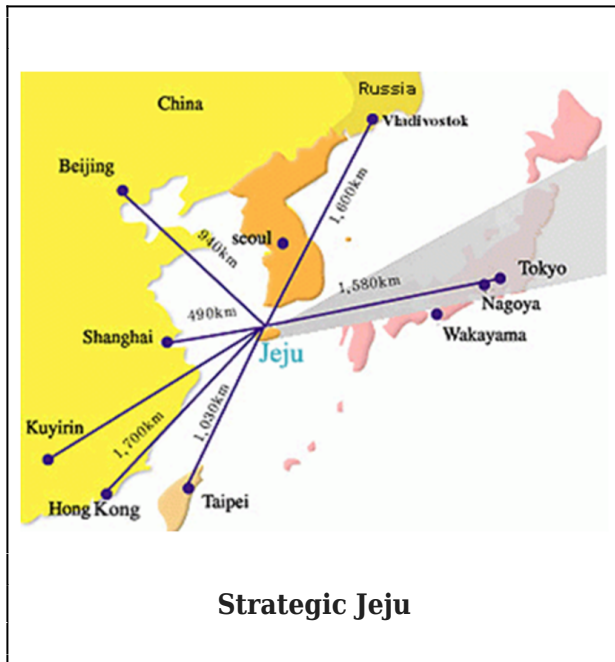 Russia
China
Vladivostok
Beijing
1,600km
940km
seoul
1,580km
Tokyo
490km
Nagoya
Shanghai
Wakayama
Jeju
Kuyirin
1,700km
1,030km
Hong Kong
Taipei
Strategic Jeju